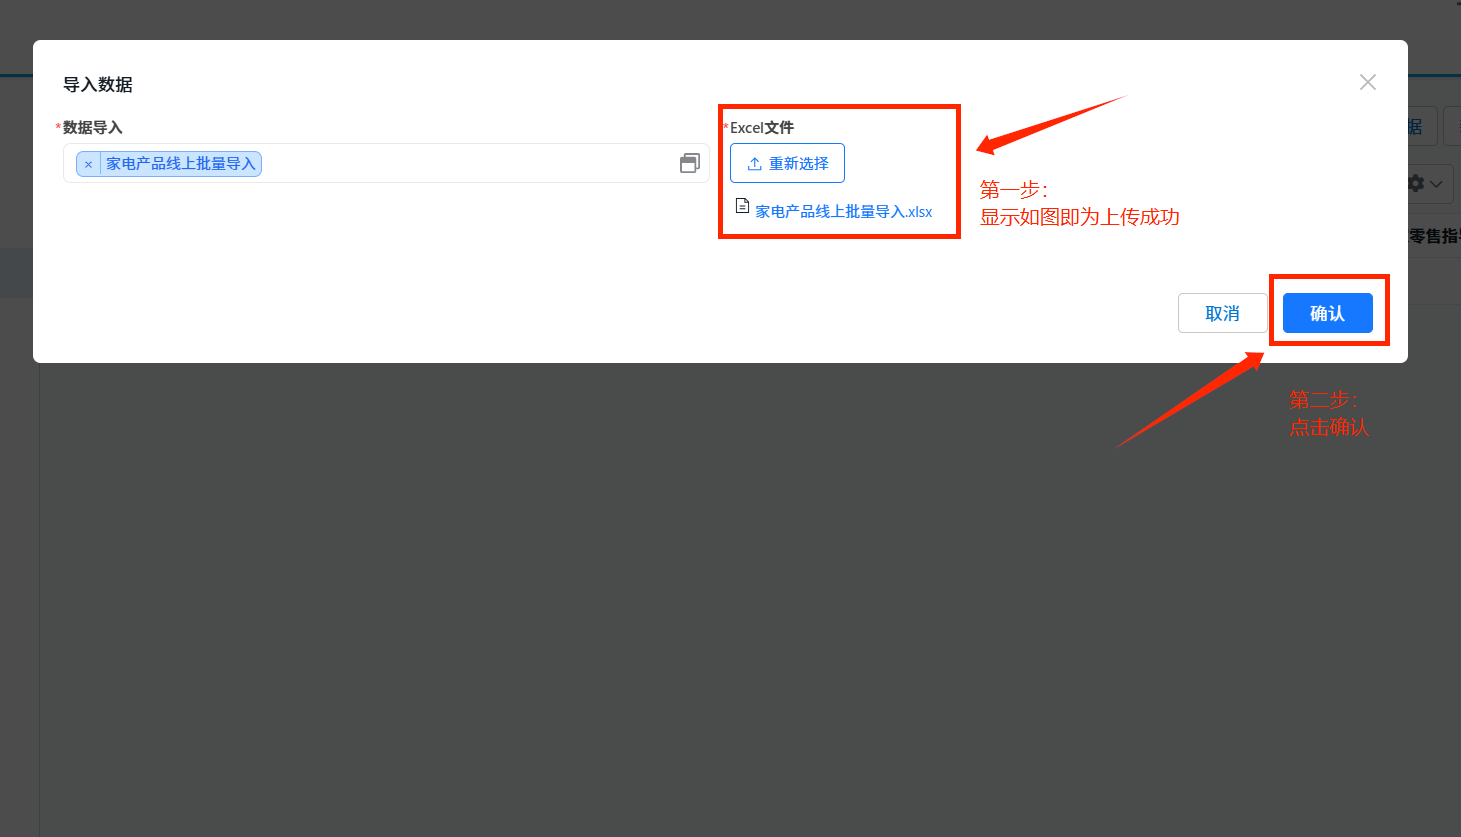 导入数据
*数据导入
× 家电产品线上批量导入
*Excel文件
重新选择
家电产品线上批量导入.xlsx
第一步：
显示如图即为上传成功
据
零售指
取消
确认
第二步：
点击确认